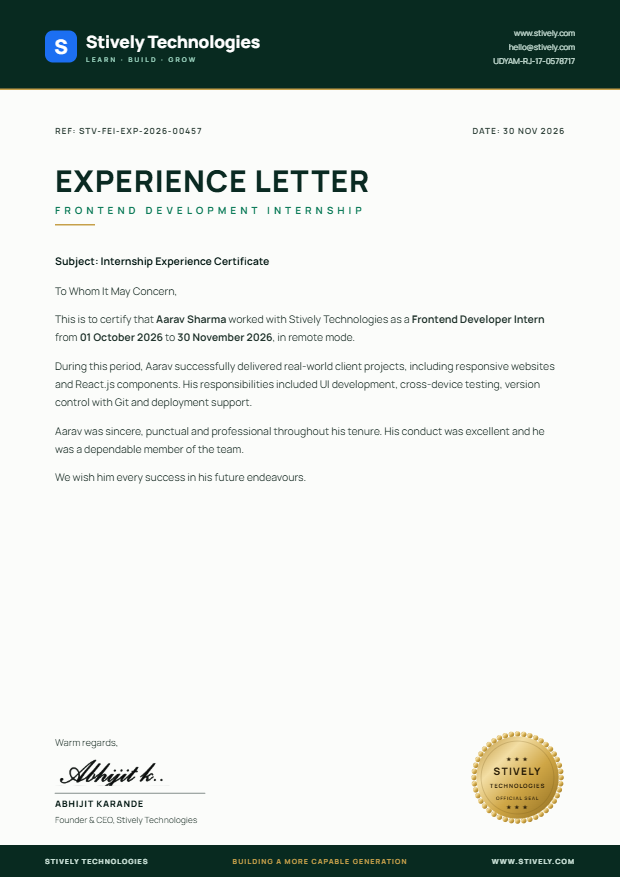 S
Stively Technologies
LEARN · BUILD · GROW
www.stively.com
hello@stively.com
UDYAM-RJ-17-0578717
REF: STV-FEI-EXP-2026-00457
DATE: 30 NOV 2026
EXPERIENCE LETTER
FRONTEND DEVELOPMENT INTERNSHIP
Subject: Internship Experience Certificate
To Whom It May Concern,
This is to certify that Aarav Sharma worked with Stively Technologies as a Frontend Developer Intern
from 01 October 2026 to 30 November 2026, in remote mode.
During this period, Aarav successfully delivered real-world client projects, including responsive websites
and React.js components. His responsibilities included UI development, cross-device testing, version
control with Git and deployment support.
Aarav was sincere, punctual and professional throughout his tenure. His conduct was excellent and he
was a dependable member of the team.
We wish him every success in his future endeavours.
Warm regards,
Abhijit k..
ABHIJIT KARANDE
Founder & CEO, Stively Technologies
★ ★ ★
STIVELY
TECHNOLOGIES
OFFICIAL SEAL
★ ★ ★
STIVELY TECHNOLOGIES
BUILDING A MORE CAPABLE GENERATION
WWW.STIVELY.COM